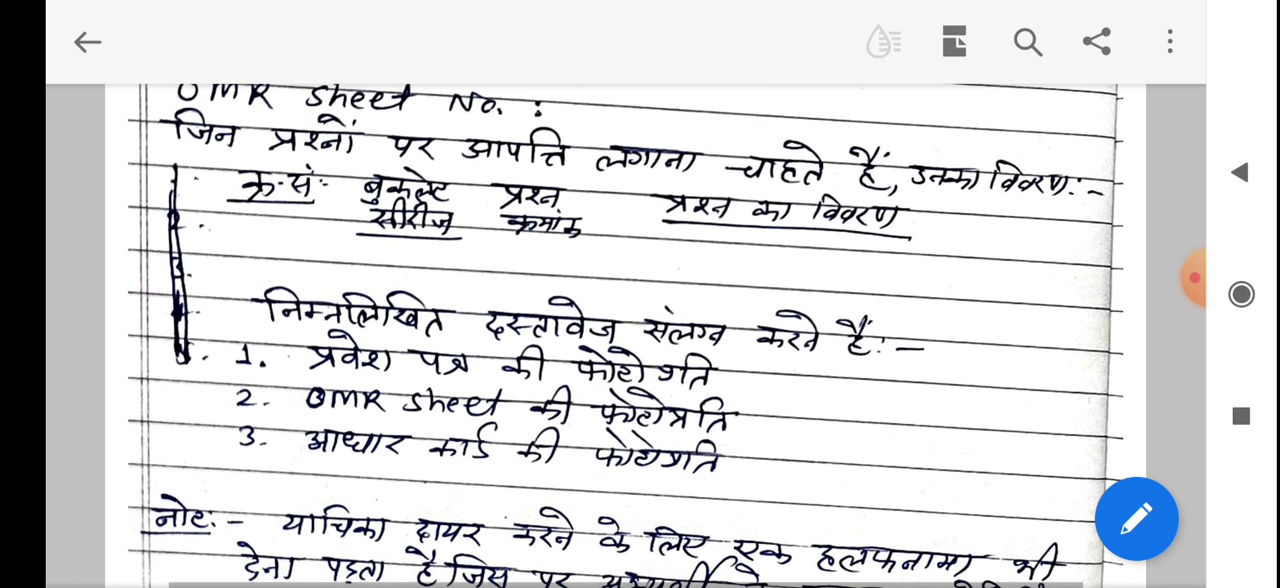 OMR Sheet No. :
जिन प्रश्नों पर आपत्ति लगाना चाहते हैं, उनका विवरण:-
1. क्र.सं. बुकलेट प्रश्न प्रश्न का विवरण
2. सीरीज क्रमांक
3.
4. निम्नलिखित दस्तावेज संलग्न करने हैं:-
1. प्रवेश पत्र की फोटो प्रति
2. OMR Sheet की फोटोप्रति
3. आधार कार्ड की फोटोप्रति
नोट:- याचिका दायर करने के लिए एक हलफनामा भी
देना पड़ता है जिस पर